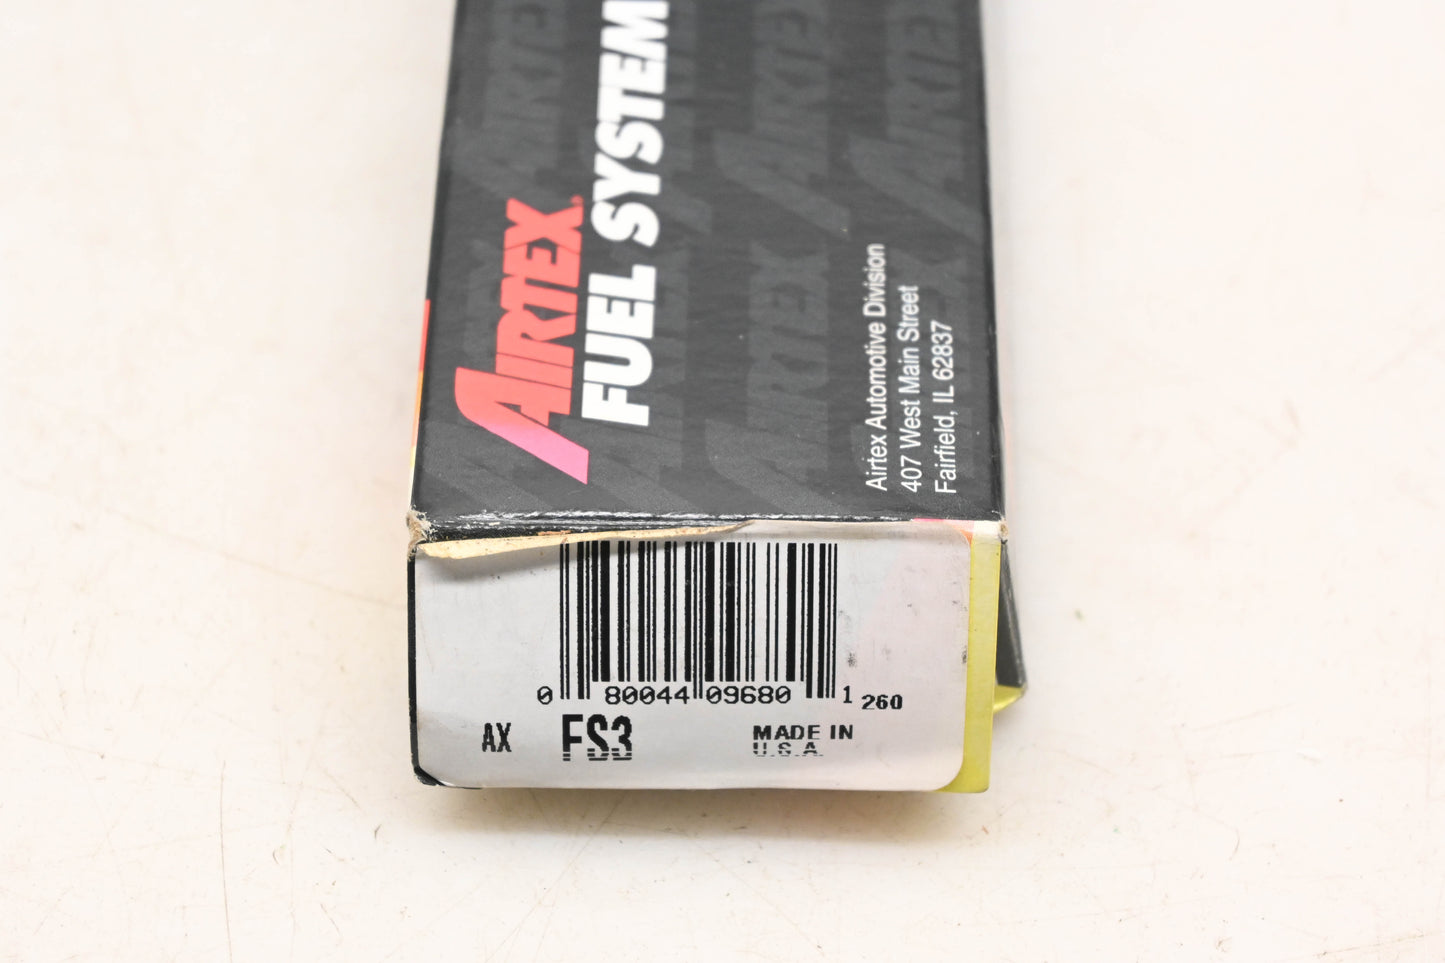 AIRTEX®
FUEL SYSTEM
Airtex Automotive Division
407 West Main Street
Fairfield, IL 62837
0 80044 09680 1 260
AX FS3 MADE IN
U.S.A.